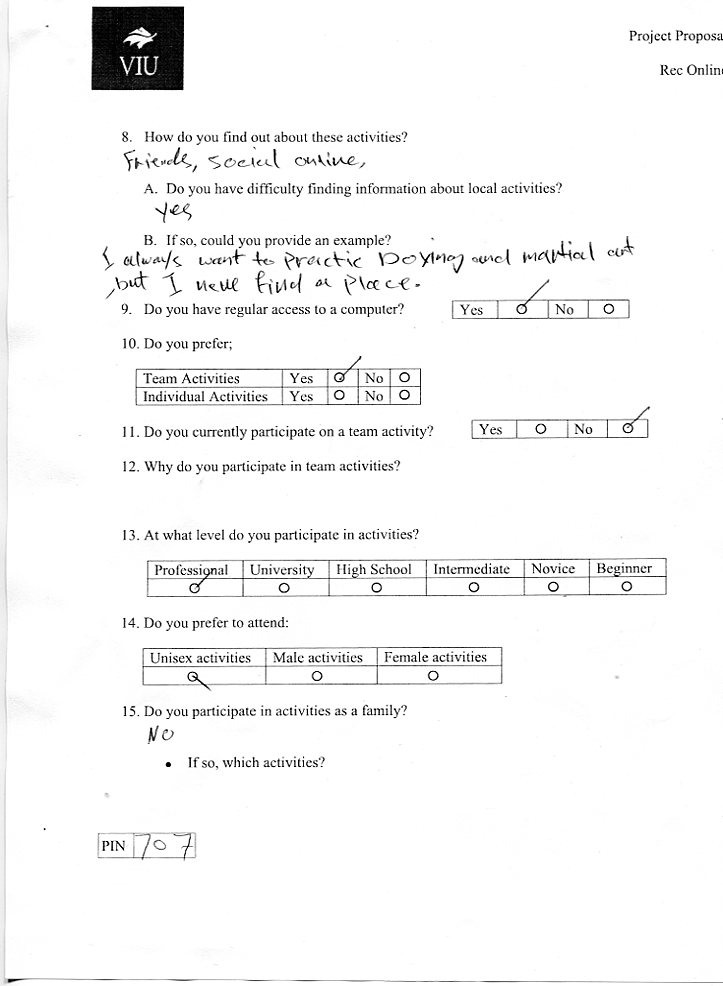 VIU
Project Proposa
Rec Onlin
8. How do you find out about these activities?
Friends, social online,
A. Do you have difficulty finding information about local activities?
Yes
B. If so, could you provide an example?
I always want to Practic Boxing and martial art
,but I neve find a Place.
9. Do you have regular access to a computer? Yes No
10. Do you prefer;
Team Activities Yes No
Individual Activities Yes No
11. Do you currently participate on a team activity? Yes No
12. Why do you participate in team activities?
13. At what level do you participate in activities?
Professional University High School Intermediate Novice Beginner
14. Do you prefer to attend:
Unisex activities Male activities Female activities
15. Do you participate in activities as a family?
No
• If so, which activities?
PIN 707